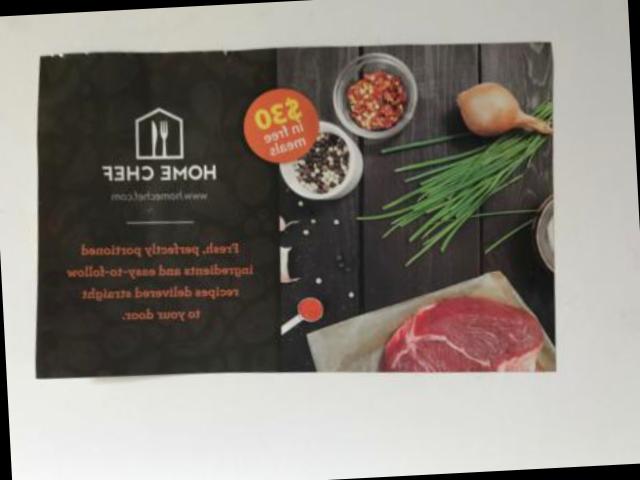 HOME CHEF
www.homechef.com
Fresh, perfectly portioned
ingredients and easy-to-follow
recipes delivered straight
to your door.
$30
in free
meals